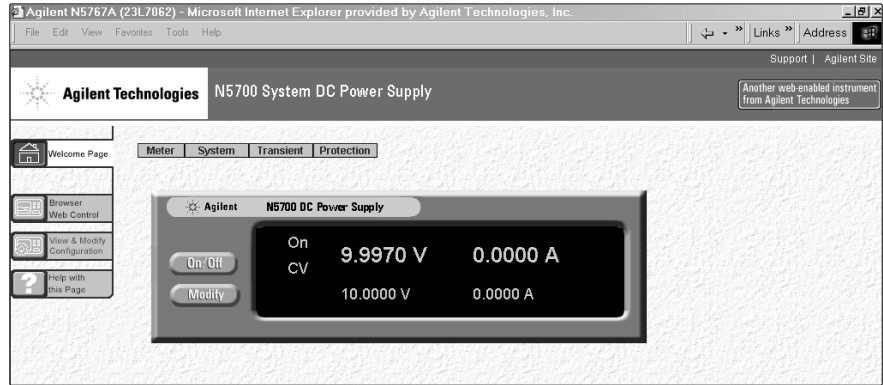 Agilent N5767A (23L7062) - Microsoft Internet Explorer provided by Agilent Technologies, Inc.
File Edit View Favorites Tools Help
Links » Address
Support | Agilent Site
Agilent Technologies
N5700 System DC Power Supply
Another web-enabled instrument
from Agilent Technologies
Welcome Page
Meter System Transient Protection
Browser
Web Control
View & Modify
Configuration
Help with
this Page
Agilent N5700 DC Power Supply
On/Off
Modify
On 9.9970 V 0.0000 A
CV
10.0000 V 0.0000 A